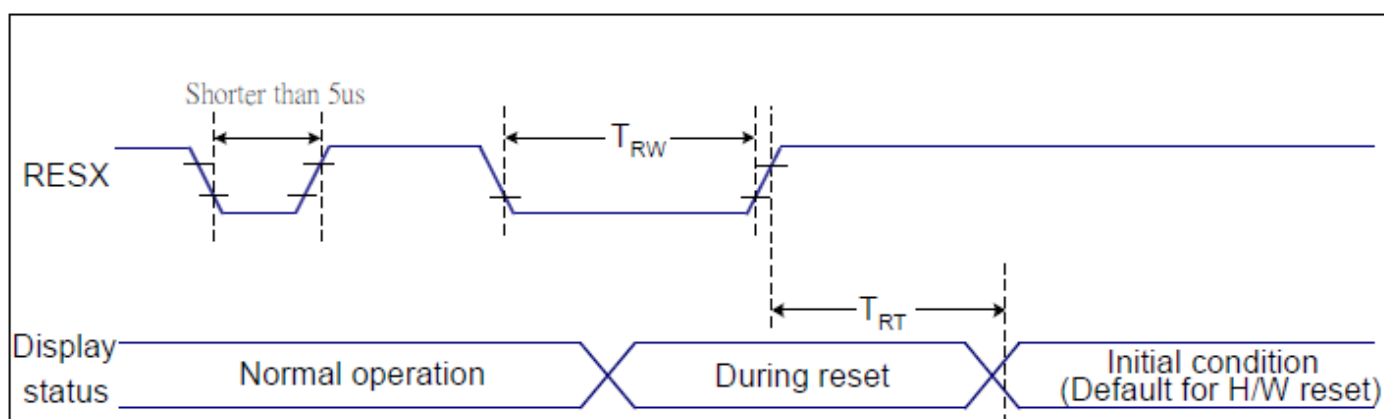 Shorter than 5us
RESX
TRW
TRT
Display
status
Normal operation
During reset
Initial condition
(Default for H/W reset)